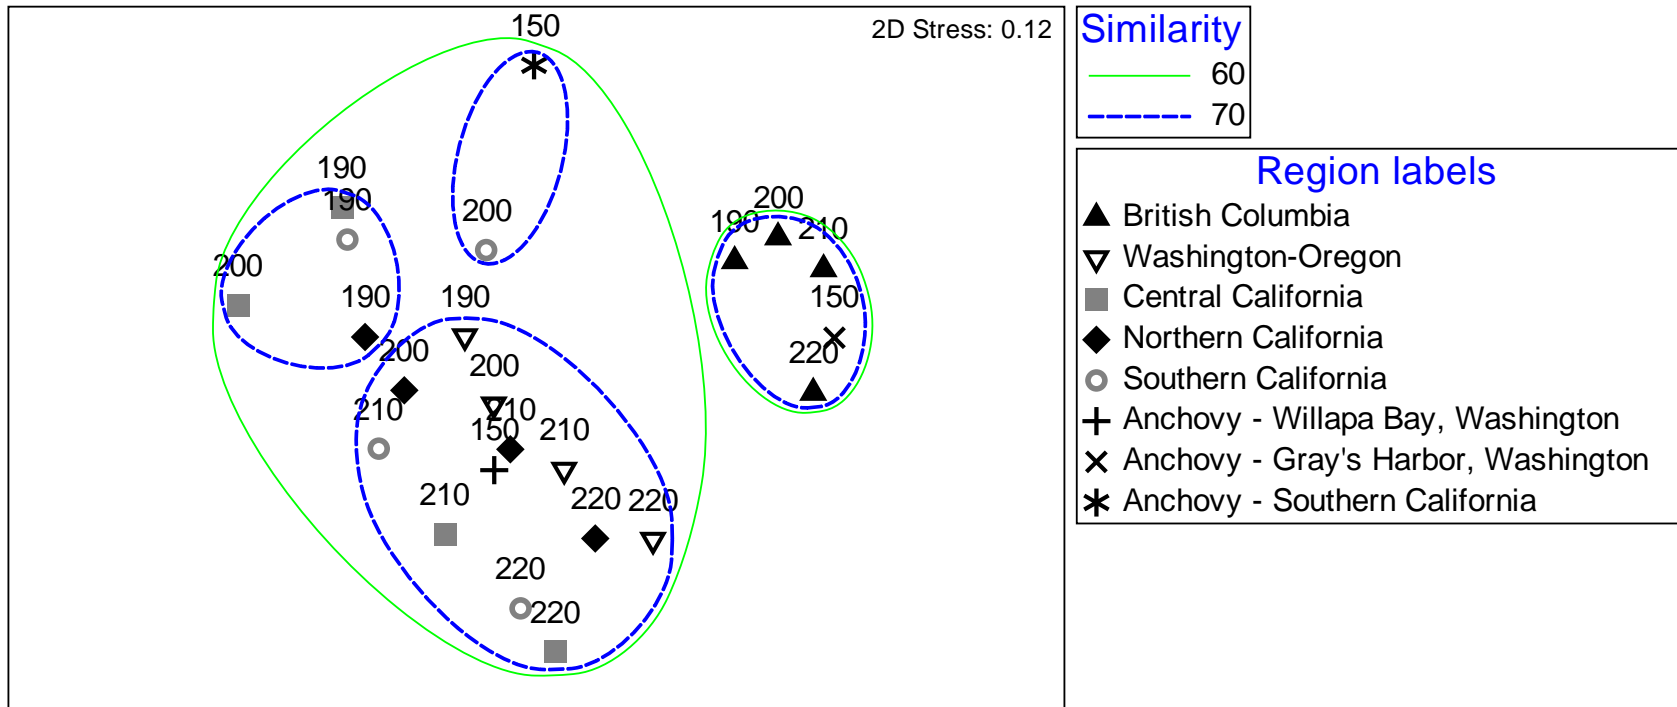 150
2D Stress: 0.12
190
190
200
200
190
190
200
200
210
210
150
210
210
220
220
220
220
200
190
210
150
220
Similarity
60
70
Region labels
British Columbia
Washington-Oregon
Central California
Northern California
Southern California
Anchovy - Willapa Bay, Washington
Anchovy - Gray's Harbor, Washington
Anchovy - Southern California